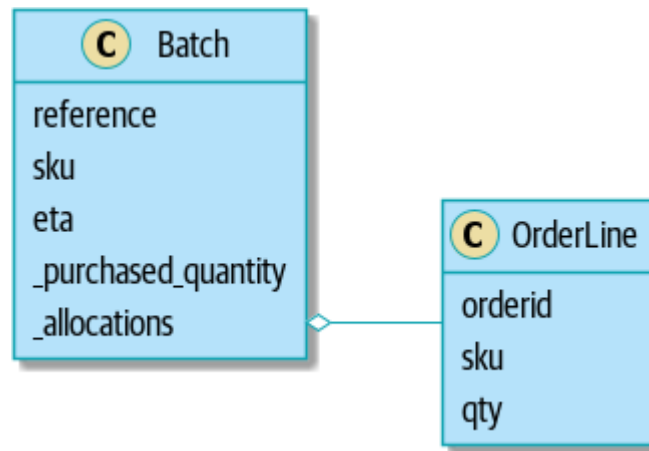 C Batch
reference
sku
eta
_purchased_quantity
_allocations
C OrderLine
orderid
sku
qty